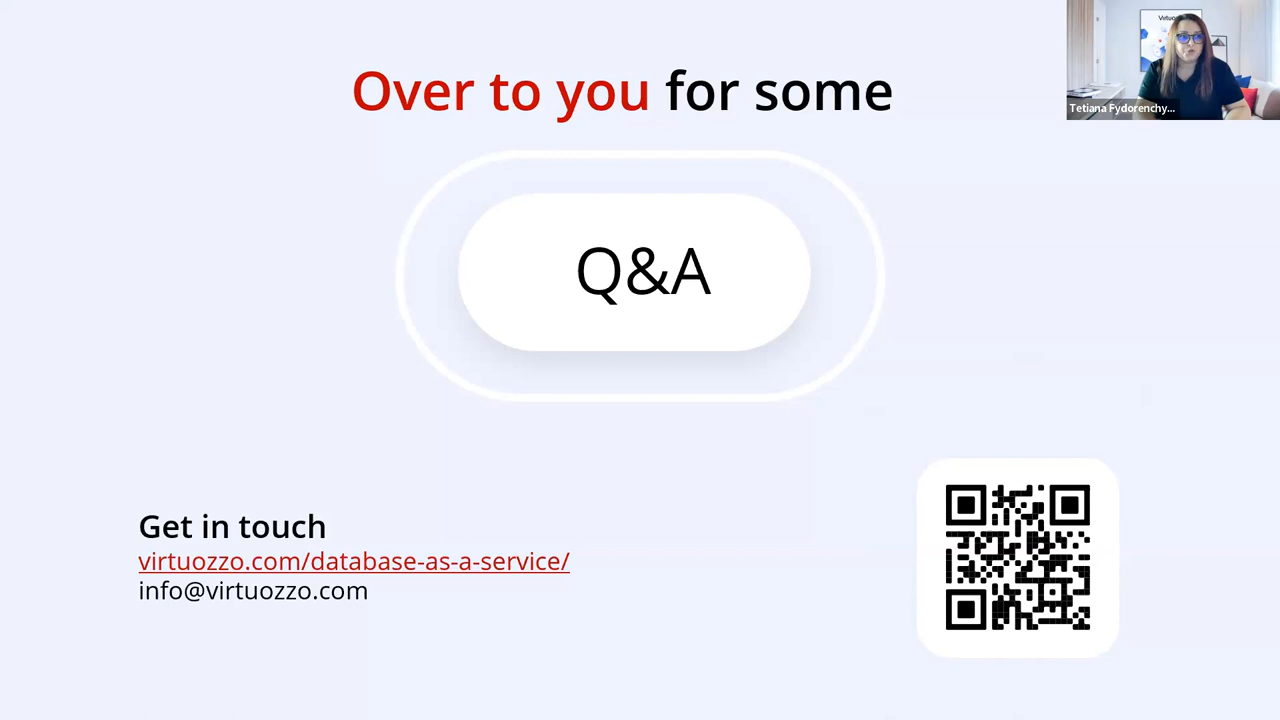 Over to you for some
Q&A
Get in touch
virtuozzo.com/database-as-a-service/
info@virtuozzo.com
Tetiana Fydorenchy...